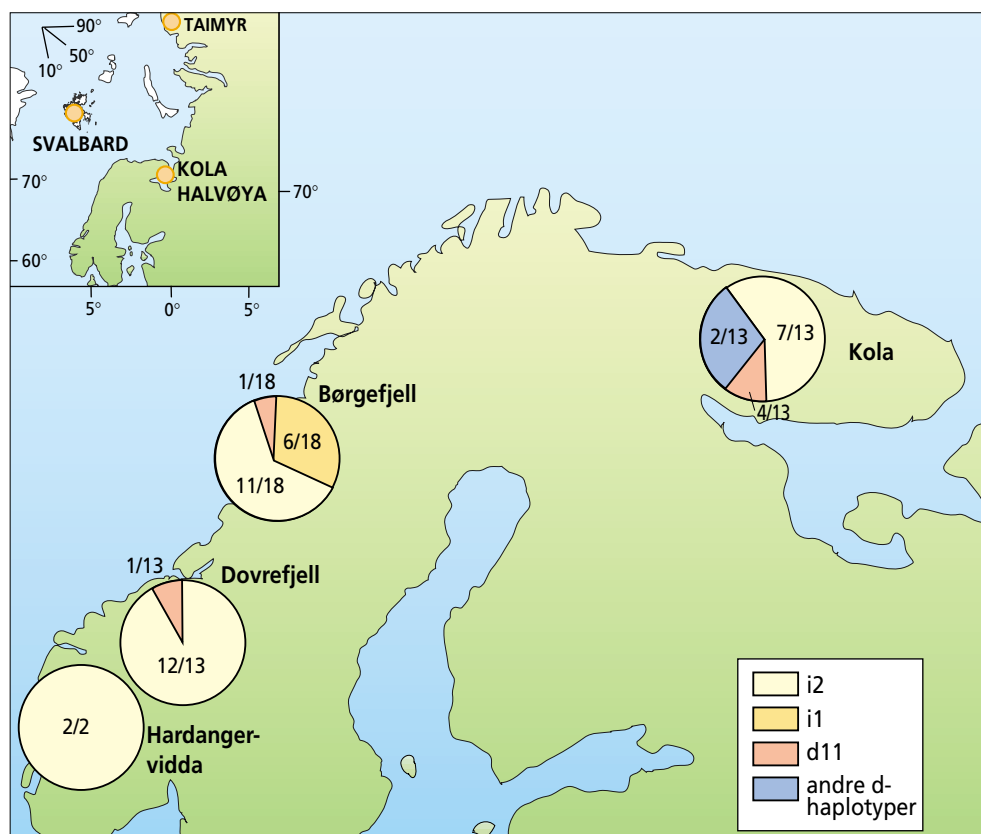 90°
TAIMYR
50°
10°
SVALBARD
KOLA
HALVØYA
70°
70°
60°
5°
0°
5°
2/13
7/13
Kola
4/13
1/18
Børgefjell
6/18
11/18
1/13
Dovrefjell
12/13
2/2
Hardanger-
vidda
i2
i1
d11
andre d-
haplotyper